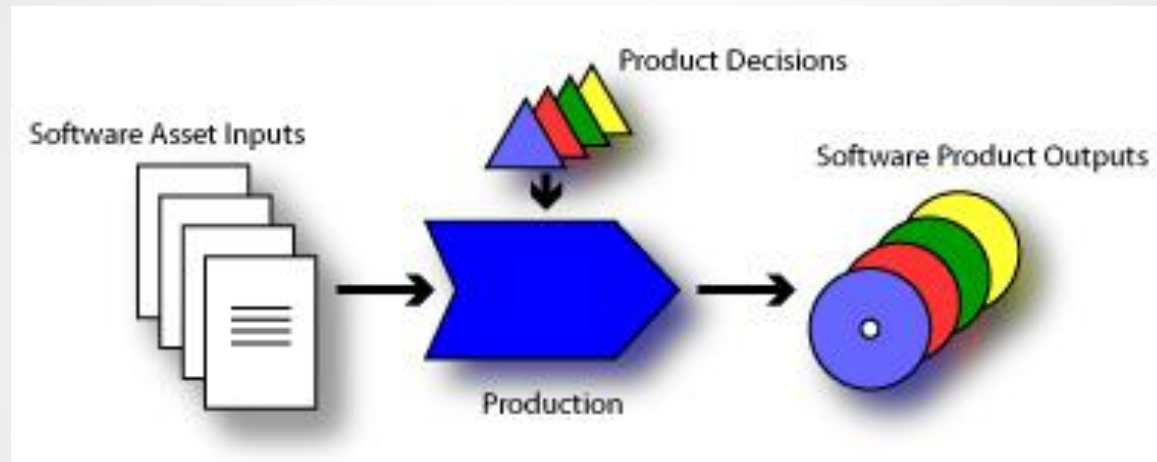 Product Decisions
Software Asset Inputs
Software Product Outputs
Production